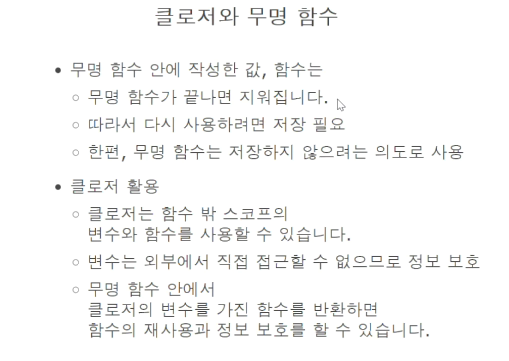 클로저와 무명 함수
• 무명 함수 안에 작성한 값, 함수는
○ 무명 함수가 끝나면 지워집니다.
○ 따라서 다시 사용하려면 저장 필요
○ 한편, 무명 함수는 저장하지 않으려는 의도로 사용
• 클로저 활용
○ 클로저는 함수 밖 스코프의
변수와 함수를 사용할 수 있습니다.
○ 변수는 외부에서 직접 접근할 수 없으므로 정보 보호
○ 무명 함수 안에서
클로저의 변수를 가진 함수를 반환하면
함수의 재사용과 정보 보호를 할 수 있습니다.